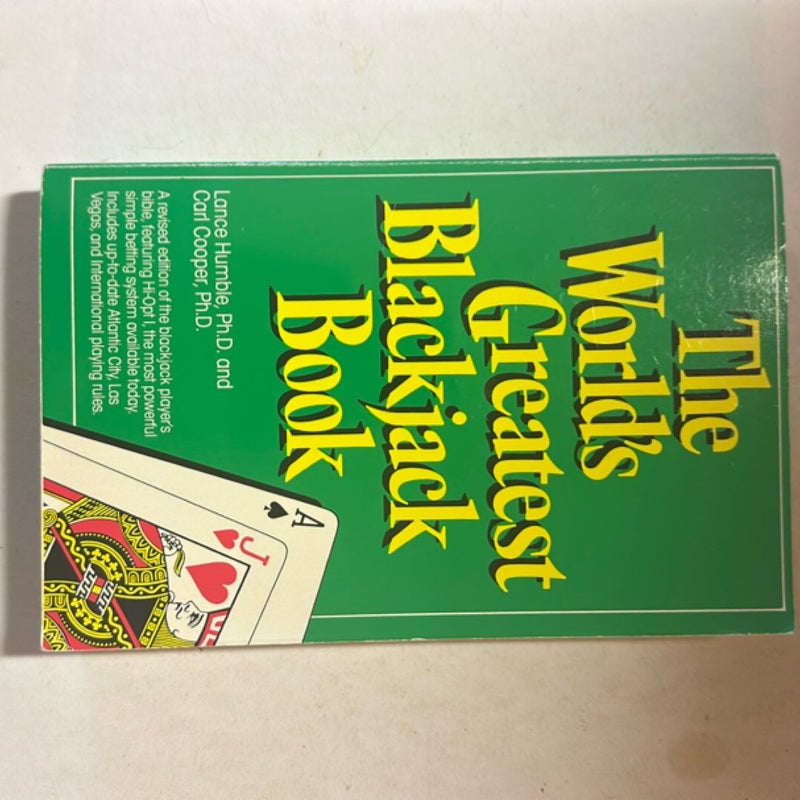 The
World's
Greatest
Blackjack
Book
Lance Humble, Ph.D. and
Carl Cooper, Ph.D.
A revised edition of the blackjack player's
bible, featuring Hi-Opt I, the most powerful
simple betting system available today.
Includes up-to-date Atlantic City, Las
Vegas, and International playing rules.
A
J